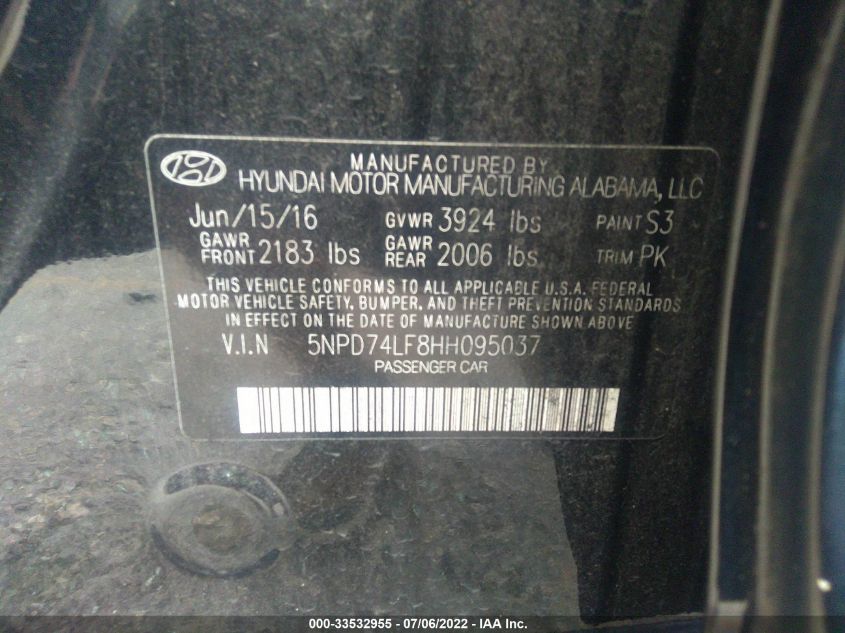 MANUFACTURED BY
HYUNDAI MOTOR MANUFACTURING ALABAMA, LLC
Jun/15/16 GVWR 3924 lbs PAINT S3
GAWR FRONT 2183 lbs GAWR REAR 2006 lbs TRIM PK
THIS VEHICLE CONFORMS TO ALL APPLICABLE U.S.A. FEDERAL
MOTOR VEHICLE SAFETY, BUMPER, AND THEFT PREVENTION STANDARDS
IN EFFECT ON THE DATE OF MANUFACTURE SHOWN ABOVE
V.I.N 5NPD74LF8HH095037
PASSENGER CAR
000-33532955 - 07/06/2022 - IAA Inc.